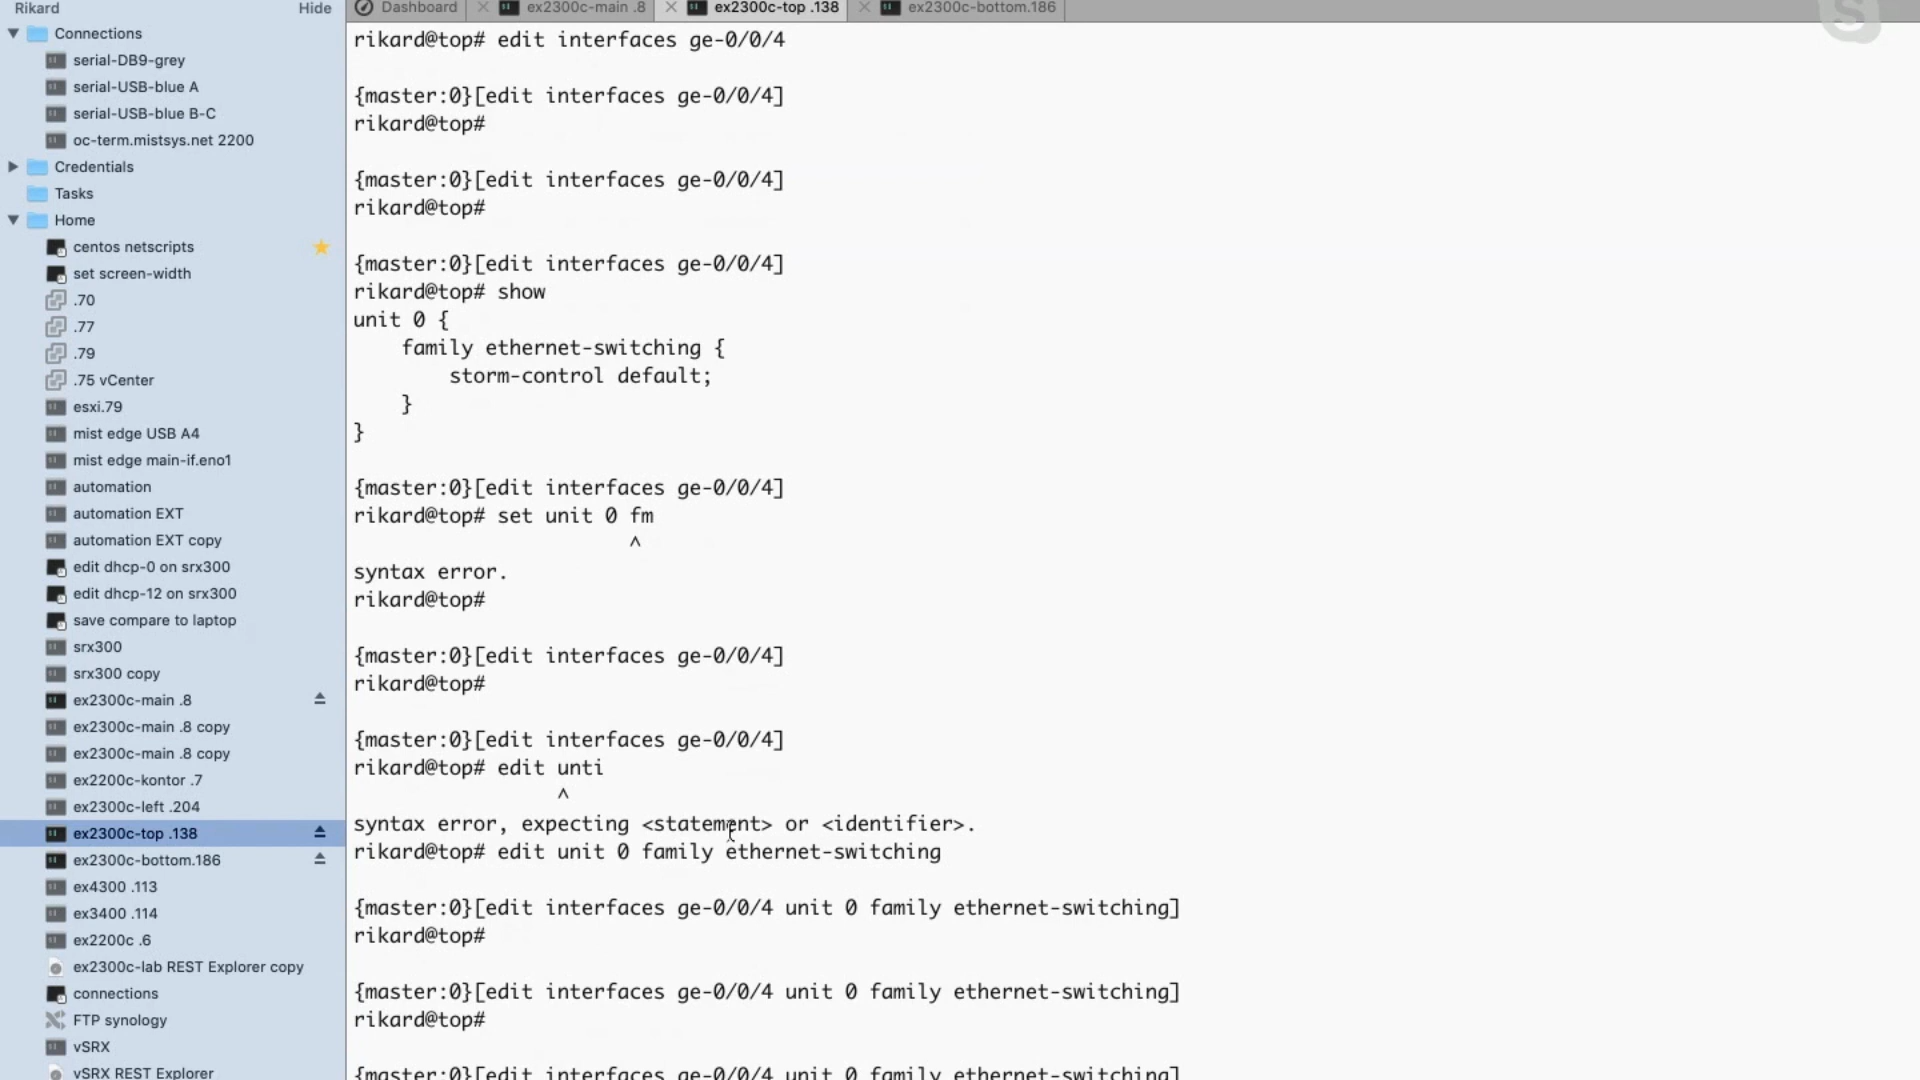 Rikard Hide
Connections
serial-DB9-grey
serial-USB-blue A
serial-USB-blue B-C
oc-term.mistsys.net 2200
Credentials
Tasks
Home
centos netscripts
set screen-width
.70
.77
.79
.75 vCenter
esxi.79
mist edge USB A4
mist edge main-if.eno1
automation
automation EXT
automation EXT copy
edit dhcp-0 on srx300
edit dhcp-12 on srx300
save compare to laptop
srx300
srx300 copy
ex2300c-main .8
ex2300c-main .8 copy
ex2300c-main .8 copy
ex2200c-kontor .7
ex2300c-left .204
ex2300c-top .138
ex2300c-bottom.186
ex4300 .113
ex3400 .114
ex2200c .6
ex2300c-lab REST Explorer copy
connections
FTP synology
vSRX
vSRX REST Explorer
Dashboard ex2300c-main .8 ex2300c-top .138 ex2300c-bottom.186
rikard@top# edit interfaces ge-0/0/4
{master:0}[edit interfaces ge-0/0/4]
rikard@top#
{master:0}[edit interfaces ge-0/0/4]
rikard@top#
{master:0}[edit interfaces ge-0/0/4]
rikard@top# show
unit 0 {
    family ethernet-switching {
        storm-control default;
    }
}
{master:0}[edit interfaces ge-0/0/4]
rikard@top# set unit 0 fm
^
syntax error.
rikard@top#
{master:0}[edit interfaces ge-0/0/4]
rikard@top#
{master:0}[edit interfaces ge-0/0/4]
rikard@top# edit unti
^
syntax error, expecting <statement> or <identifier>.
rikard@top# edit unit 0 family ethernet-switching
{master:0}[edit interfaces ge-0/0/4 unit 0 family ethernet-switching]
rikard@top#
{master:0}[edit interfaces ge-0/0/4 unit 0 family ethernet-switching]
rikard@top#
{master:0}[edit interfaces ge-0/0/4 unit 0 family ethernet-switching]